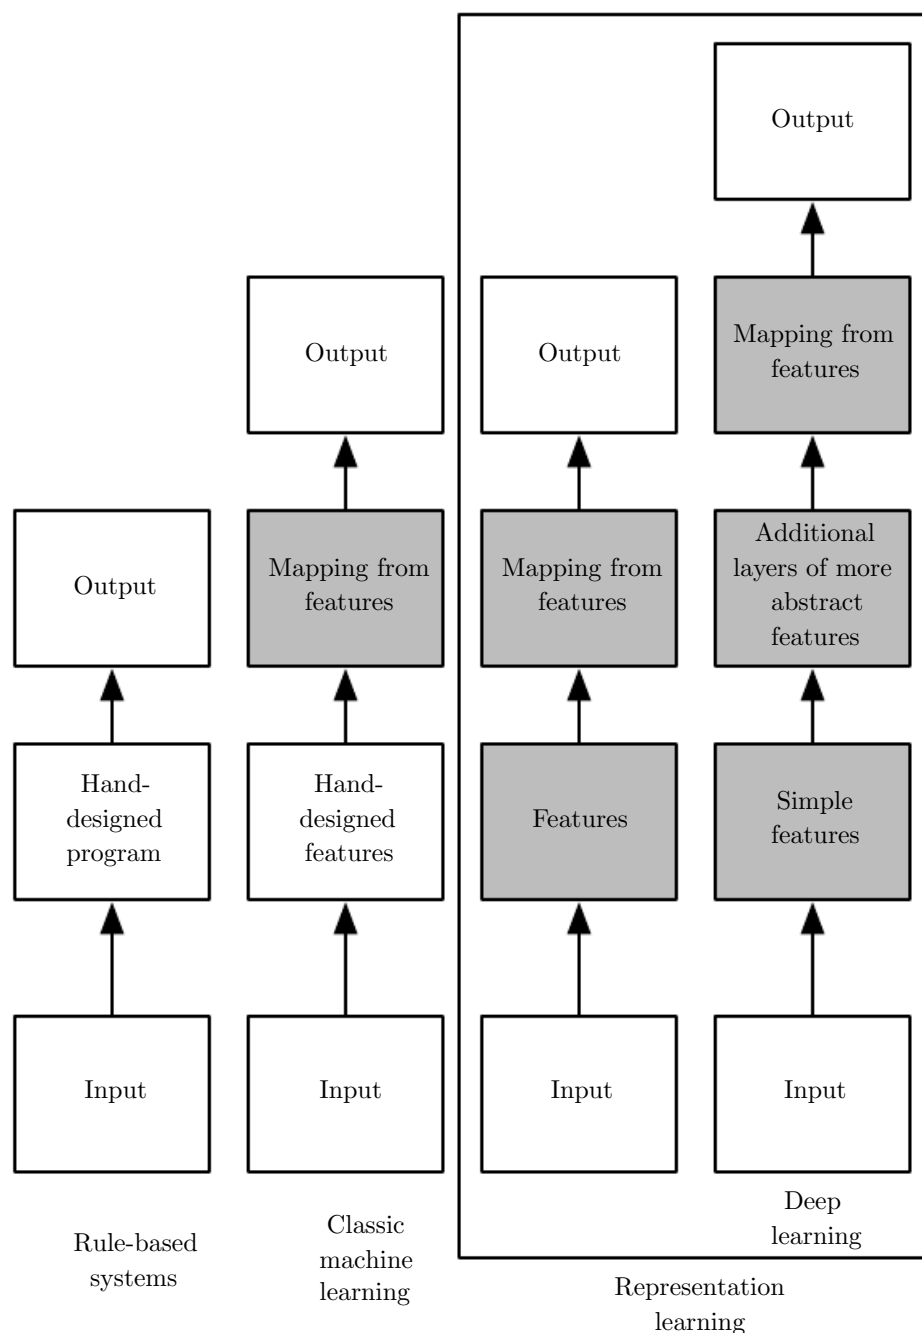 Output
Mapping from
features
Output
Output
Additional
layers of more
abstract
features
Mapping from
features
Mapping from
features
Output
Simple
features
Features
Hand-
designed
features
Hand-
designed
program
Input
Input
Input
Input
Rule-based
systems
Classic
machine
learning
Deep
learning
Representation
learning